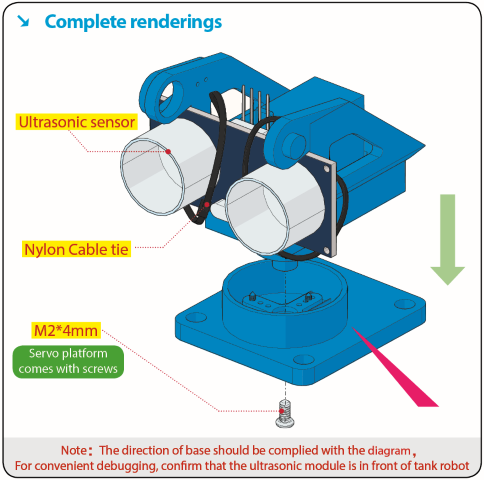 ↘ Complete renderings
Ultrasonic sensor
Nylon Cable tie
M2*4mm
Servo platform
comes with screws
Note: The direction of base should be complied with the diagram,
For convenient debugging, confirm that the ultrasonic module is in front of tank robot